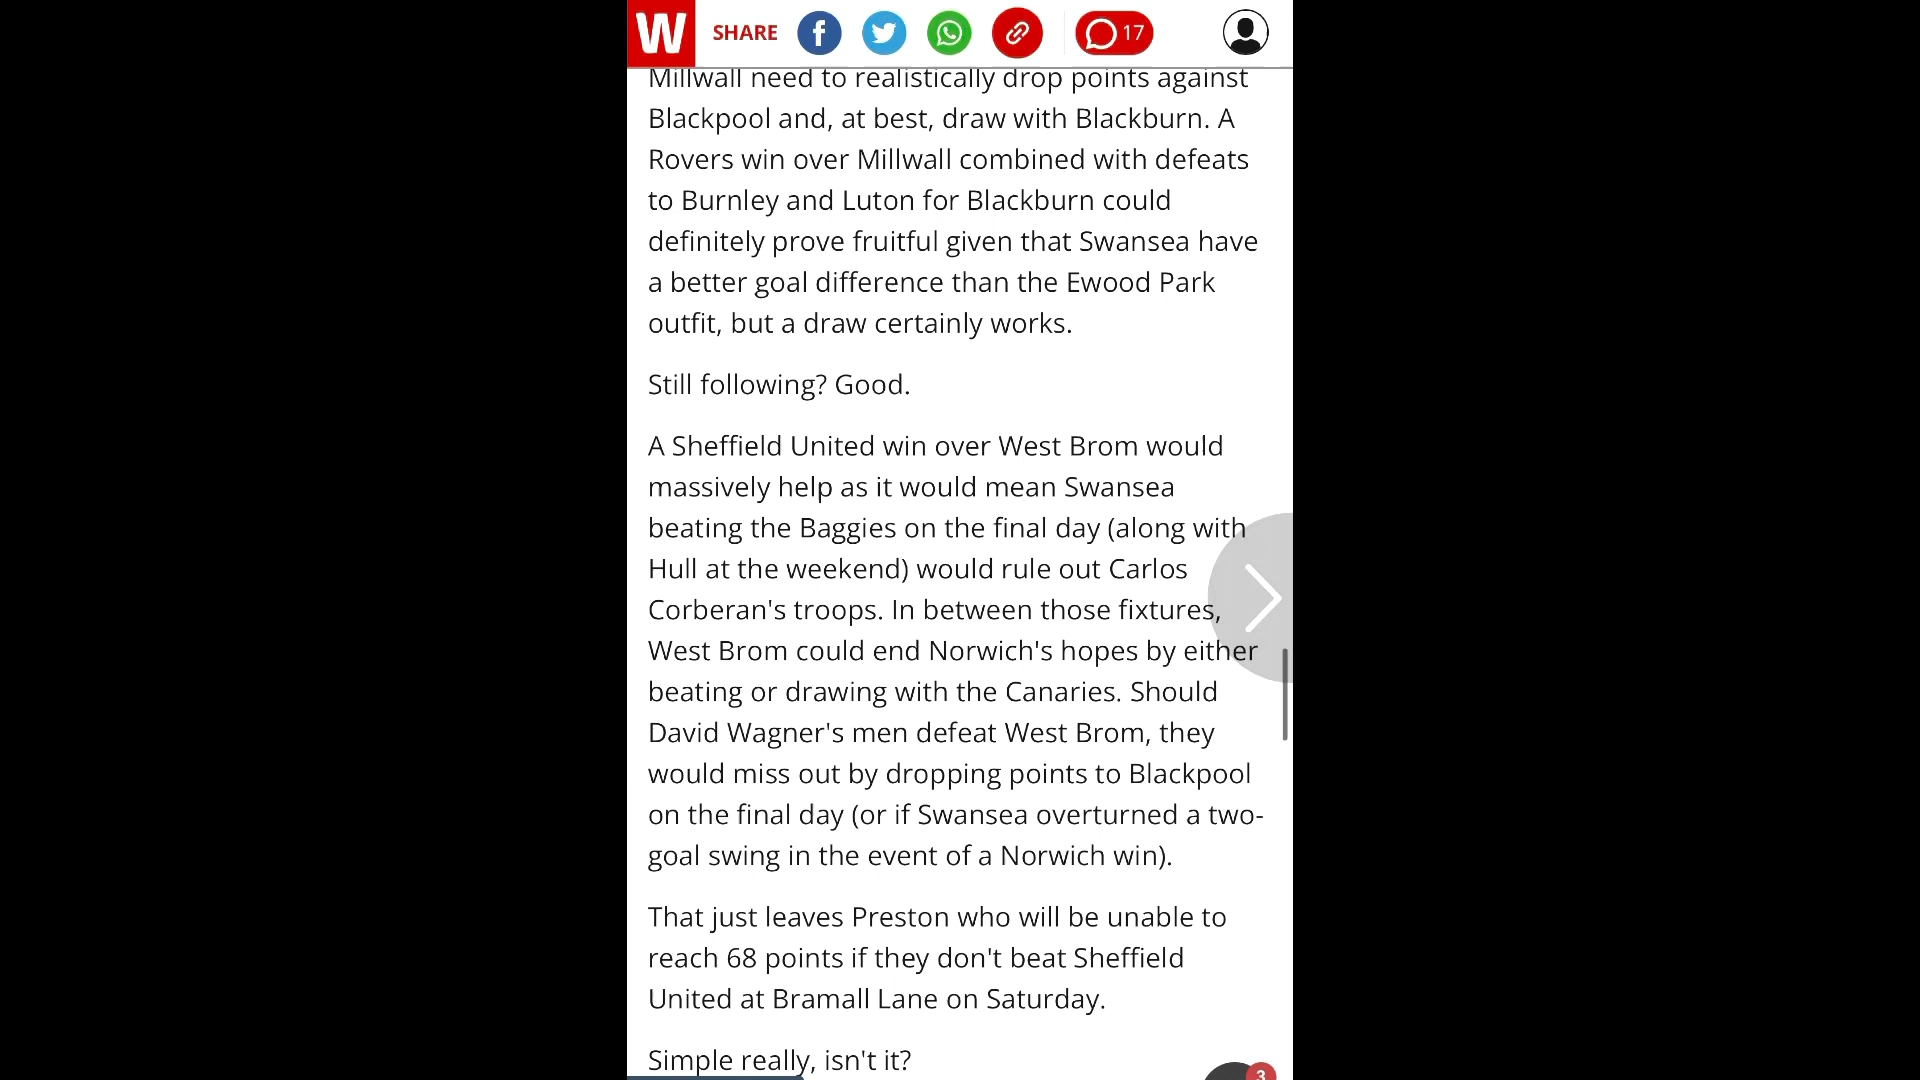 W SHARE 17
Millwall need to realistically drop points against
Blackpool and, at best, draw with Blackburn. A
Rovers win over Millwall combined with defeats
to Burnley and Luton for Blackburn could
definitely prove fruitful given that Swansea have
a better goal difference than the Ewood Park
outfit, but a draw certainly works.
Still following? Good.
A Sheffield United win over West Brom would
massively help as it would mean Swansea
beating the Baggies on the final day (along with
Hull at the weekend) would rule out Carlos
Corberan's troops. In between those fixtures,
West Brom could end Norwich's hopes by either
beating or drawing with the Canaries. Should
David Wagner's men defeat West Brom, they
would miss out by dropping points to Blackpool
on the final day (or if Swansea overturned a two-
goal swing in the event of a Norwich win).
That just leaves Preston who will be unable to
reach 68 points if they don't beat Sheffield
United at Bramall Lane on Saturday.
Simple really, isn't it?
3